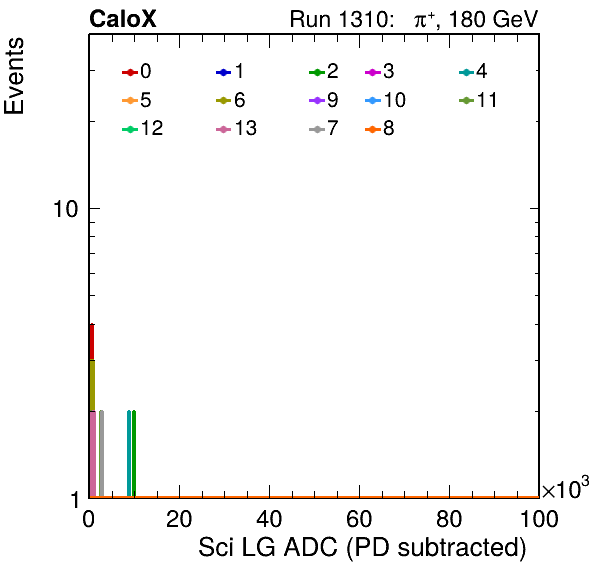 CaloX Run 1310: π⁺, 180 GeV
Events
0 1 2 3 4
5 6 9 10 11
12 13 7 8
10
1
×10³
0 20 40 60 80 100
Sci LG ADC (PD subtracted)